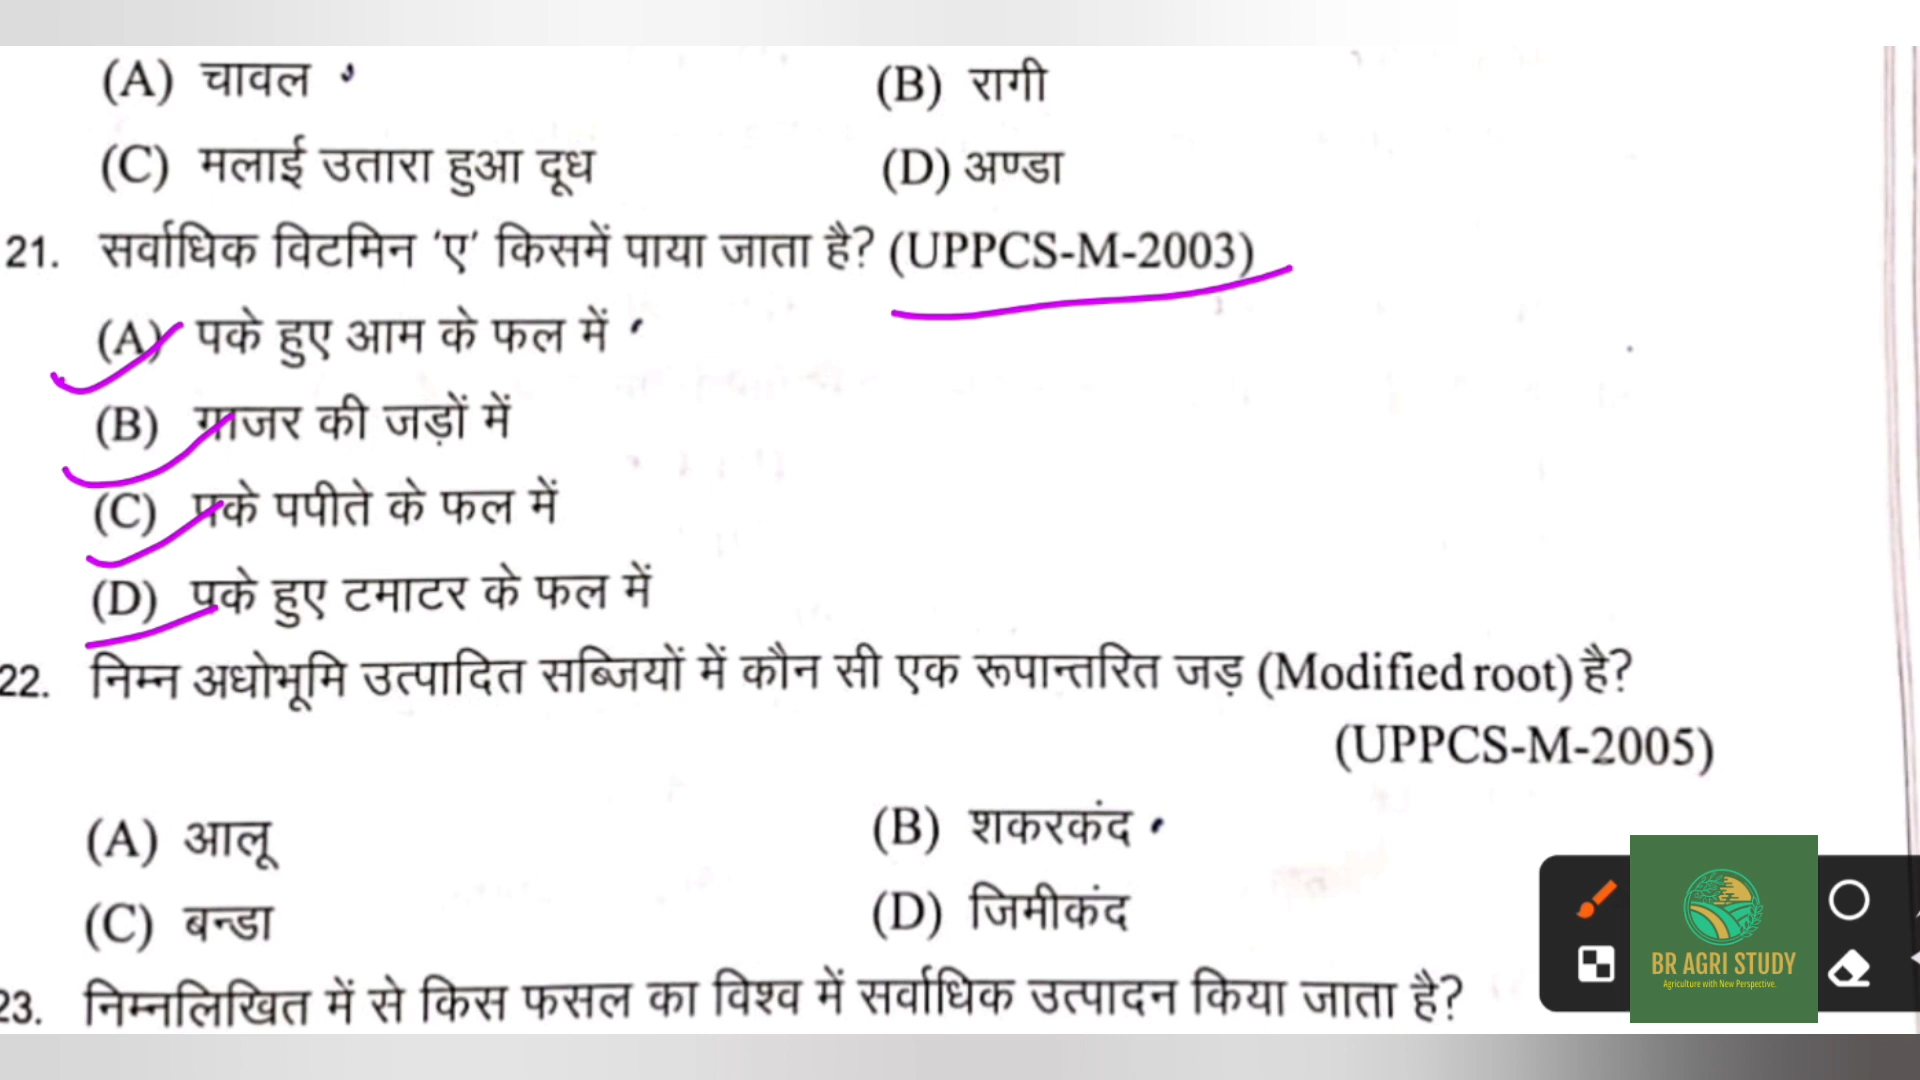 (A) चावल (B) रागी
(C) मलाई उतारा हुआ दूध (D) अण्डा
21. सर्वाधिक विटमिन ‘ए’ किसमें पाया जाता है? (UPPCS-M-2003)
(A) पके हुए आम के फल में
(B) गाजर की जड़ों में
(C) पके पपीते के फल में
(D) पके हुए टमाटर के फल में
22. निम्न अधोभूमि उत्पादित सब्जियों में कौन सी एक रूपान्तरित जड़ (Modified root) है?
(UPPCS-M-2005)
(A) आलू (B) शकरकंद
(C) बन्डा (D) जिमीकंद
23. निम्नलिखित में से किस फसल का विश्व में सर्वाधिक उत्पादन किया जाता है?
BR AGRI STUDY
Agriculture with New Perspective.